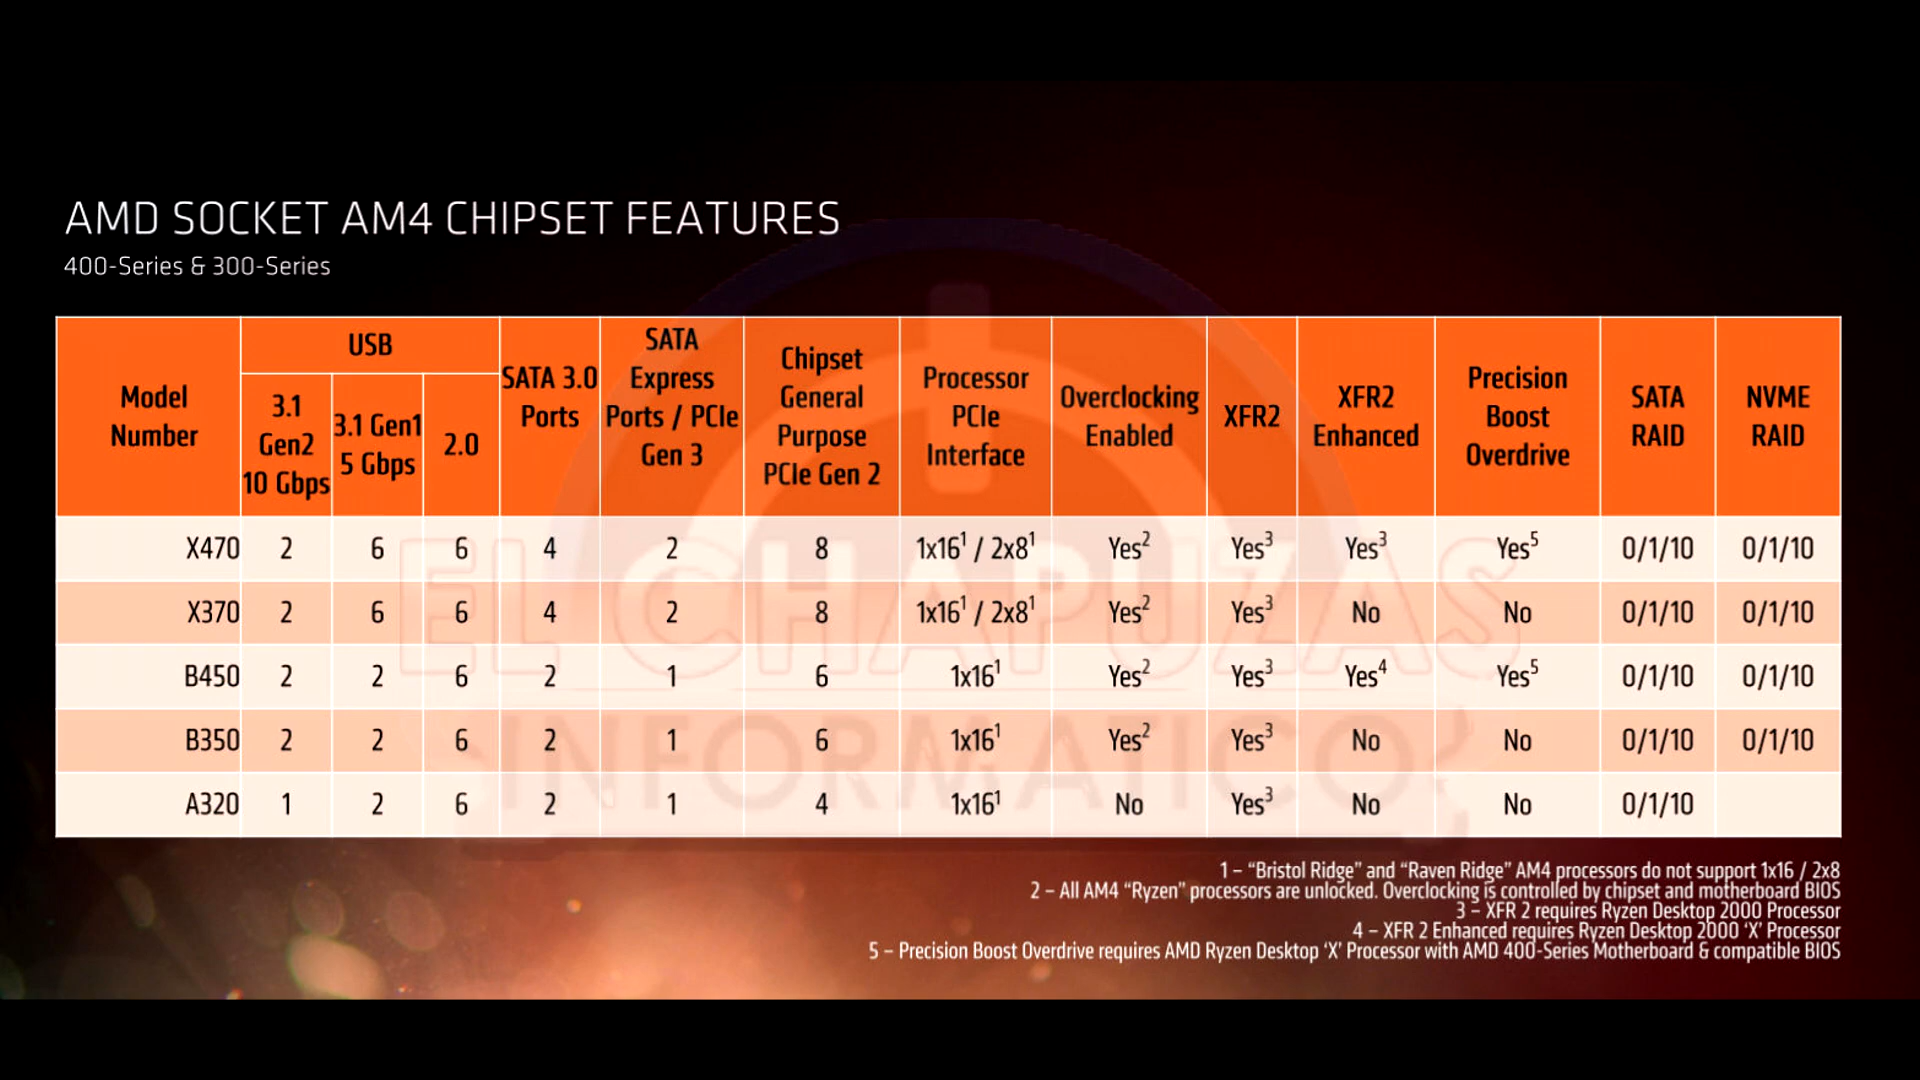 AMD SOCKET AM4 CHIPSET FEATURES
400-Series & 300-Series
Model Number
USB
3.1 Gen2 10 Gbps
3.1 Gen1 5 Gbps
2.0
SATA 3.0 Ports
SATA Express Ports / PCIe Gen 3
Chipset General Purpose PCIe Gen 2
Processor PCIe Interface
Overclocking Enabled
XFR2
XFR2 Enhanced
Precision Boost Overdrive
SATA RAID
NVME RAID
X470 2 6 6 4 2 8 1x16¹ / 2x8¹ Yes² Yes³ Yes³ Yes⁵ 0/1/10 0/1/10
X370 2 6 6 4 2 8 1x16¹ / 2x8¹ Yes² Yes³ No No 0/1/10 0/1/10
B450 2 2 6 2 1 6 1x16¹ Yes² Yes³ Yes⁴ Yes⁵ 0/1/10 0/1/10
B350 2 2 6 2 1 6 1x16¹ Yes² Yes³ No No 0/1/10 0/1/10
A320 1 2 6 2 1 4 1x16¹ No Yes³ No No 0/1/10
EL CHAPUZAS
INFORMÁTICO
1 – “Bristol Ridge” and “Raven Ridge” AM4 processors do not support 1x16 / 2x8
2 – All AM4 “Ryzen” processors are unlocked. Overclocking is controlled by chipset and motherboard BIOS
3 – XFR 2 requires Ryzen Desktop 2000 Processor
4 – XFR 2 Enhanced requires Ryzen Desktop 2000 ‘X’ Processor
5 – Precision Boost Overdrive requires AMD Ryzen Desktop ‘X’ Processor with AMD 400-Series Motherboard & compatible BIOS